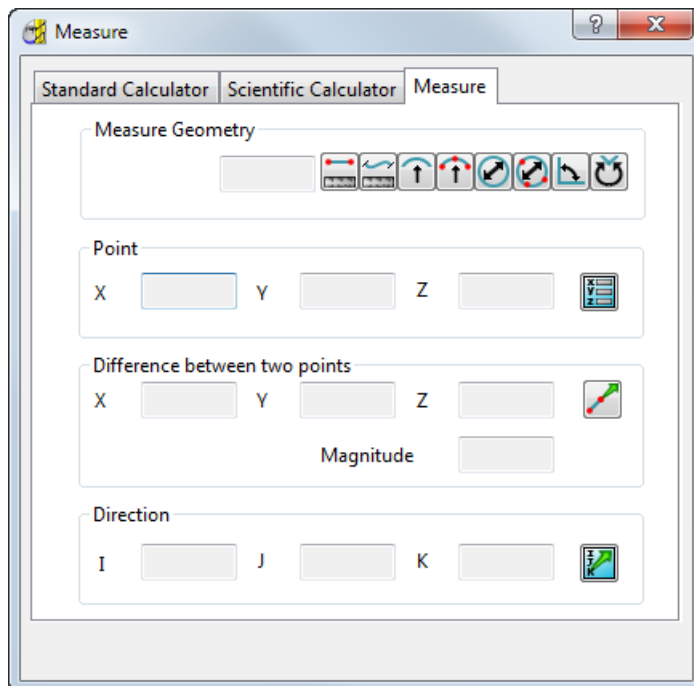 Measure
?
x
Standard Calculator Scientific Calculator Measure
Measure Geometry
Point
X Y Z
X
Y
Z
Difference between two points
X Y Z
Magnitude
Direction
I J K
I
J
K